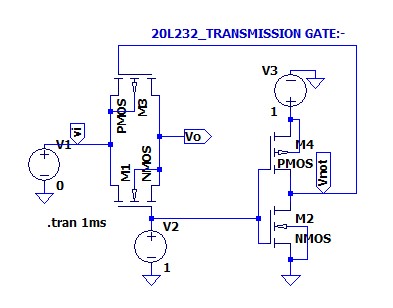 20L232_TRANSMISSION GATE:-
V3
1
PMOS
M3
vi
V1
0
Vo
M4
PMOS
M1
NMOS
Vnot
M2
NMOS
V2
1
.tran 1ms